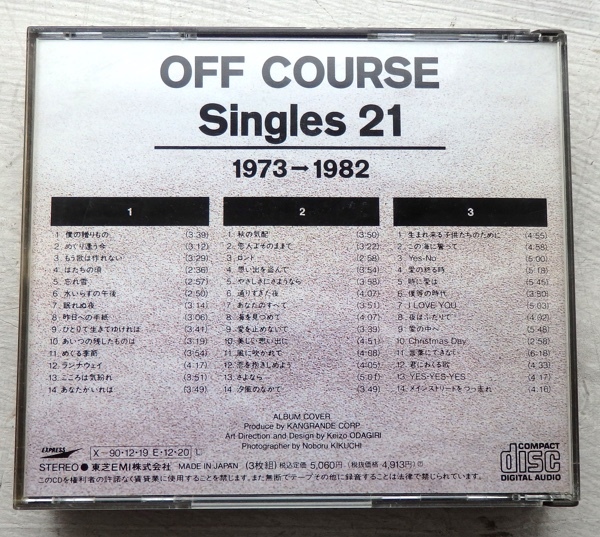 OFF COURSE
Singles 21
1973→1982
1
1. 僕の贈りもの (3:39)
2. めぐり逢う今 (3:12)
3. もう歌は作れない (3:29)
4. はたちの頃 (2:36)
5. 忘れ雪 (2:57)
6. 水いらずの午後 (2:50)
7. 眠れぬ夜 (3:14)
8. 昨日への手紙 (3:06)
9. ひとりで生きてゆければ (3:41)
10. あいつの残したものは (3:19)
11. めぐる季節 (3:54)
12. ランナウェイ (4:17)
13. こころは気紛れ (3:51)
14. あなたがいれば (3:49)
2
1. 秋の気配 (3:50)
2. 恋人よそのままで (3:22)
3. ロンド (2:58)
4. 思い出を盗んで (3:54)
5. やさしさにさようなら (3:58)
6. 通りすぎた夜 (4:07)
7. あなたのすべて (3:51)
8. 海を見つめて (4:07)
9. 愛を止めないで (3:39)
10. 美しい思い出に (4:51)
11. 風に吹かれて
12. 恋を抱きしめよう (4:05)
13. さよなら
14. 夕風のなかで (3:49)
3
1. 生まれ来る子供たちのために (4:55)
2. この海に誓って (4:58)
3. Yes-No (5:00)
4. 愛の終る時
5. 時に愛は (5:45)
6. 僕等の時代
7. I LOVE YOU (5:03)
8. 夜はふたりで (4:02)
9. 愛の中へ (5:48)
10. Christmas Day (2:58)
11. 言葉にできない (6:18)
12. 君におくる歌 (4:33)
13. YES-YES-YES (4:17)
14. メインストリートをつっ走れ (4:16)
ALBUM COVER
Produce by KANGRANDE CORP.
Art Direction and Design by Keizo ODAGIRI
Photographer by Noboru KIKUCHI
EXPRESS
X-90・12・19 E・12・20 L
STEREO ● 東芝EMI株式会社 MADE IN JAPAN (3枚組) 税込定価 5,060円 (税抜価格 4,913円)
このCDを権利者の許諾なく賃貸業に使用することを禁じます。また無断でテープその他に録音することは法律で禁じられています。
COMPACT
disc
DIGITAL AUDIO